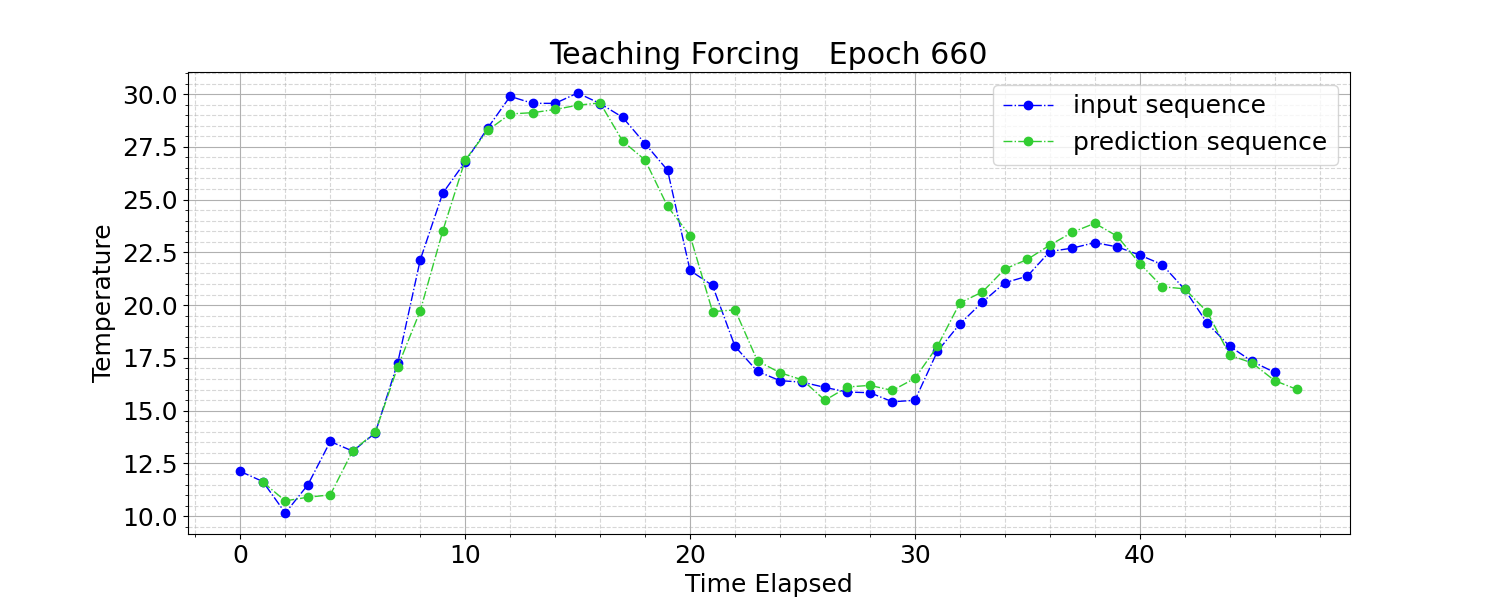 Teaching Forcing   Epoch 660
30.0
27.5
25.0
22.5
20.0
17.5
15.0
12.5
10.0
Temperature
input sequence
prediction sequence
0 10 20 30 40
Time Elapsed